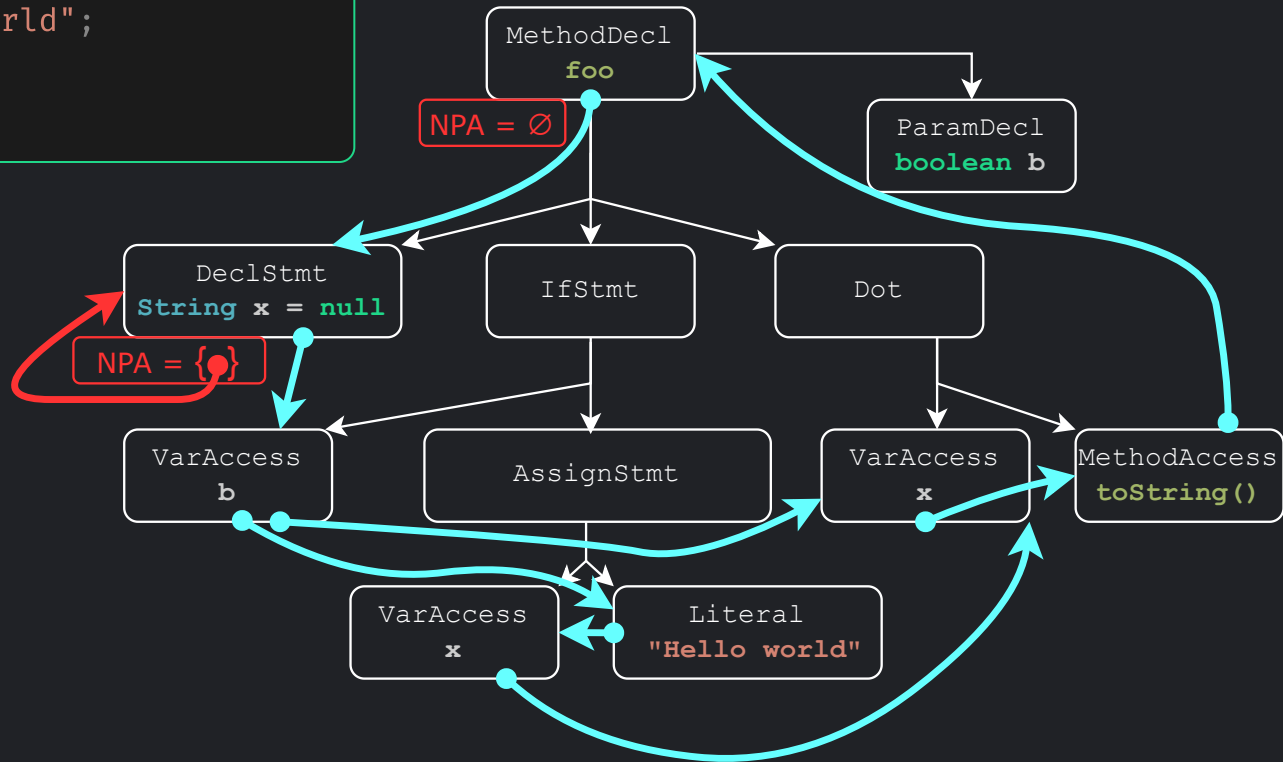 rld";
MethodDecl
foo
NPA = ∅
ParamDecl
boolean b
DeclStmt
String x = null
IfStmt
Dot
NPA = { }
VarAccess
b
AssignStmt
VarAccess
x
MethodAccess
toString()
VarAccess
x
Literal
"Hello world"